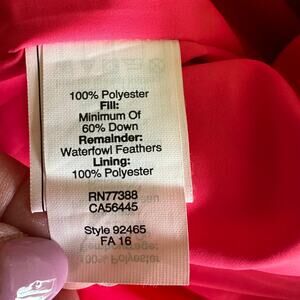 100% Polyester
Fill:
Minimum Of
60% Down
Remainder:
Waterfowl Feathers
Lining:
100% Polyester
RN77388
CA56445
Style 92465
FA 16